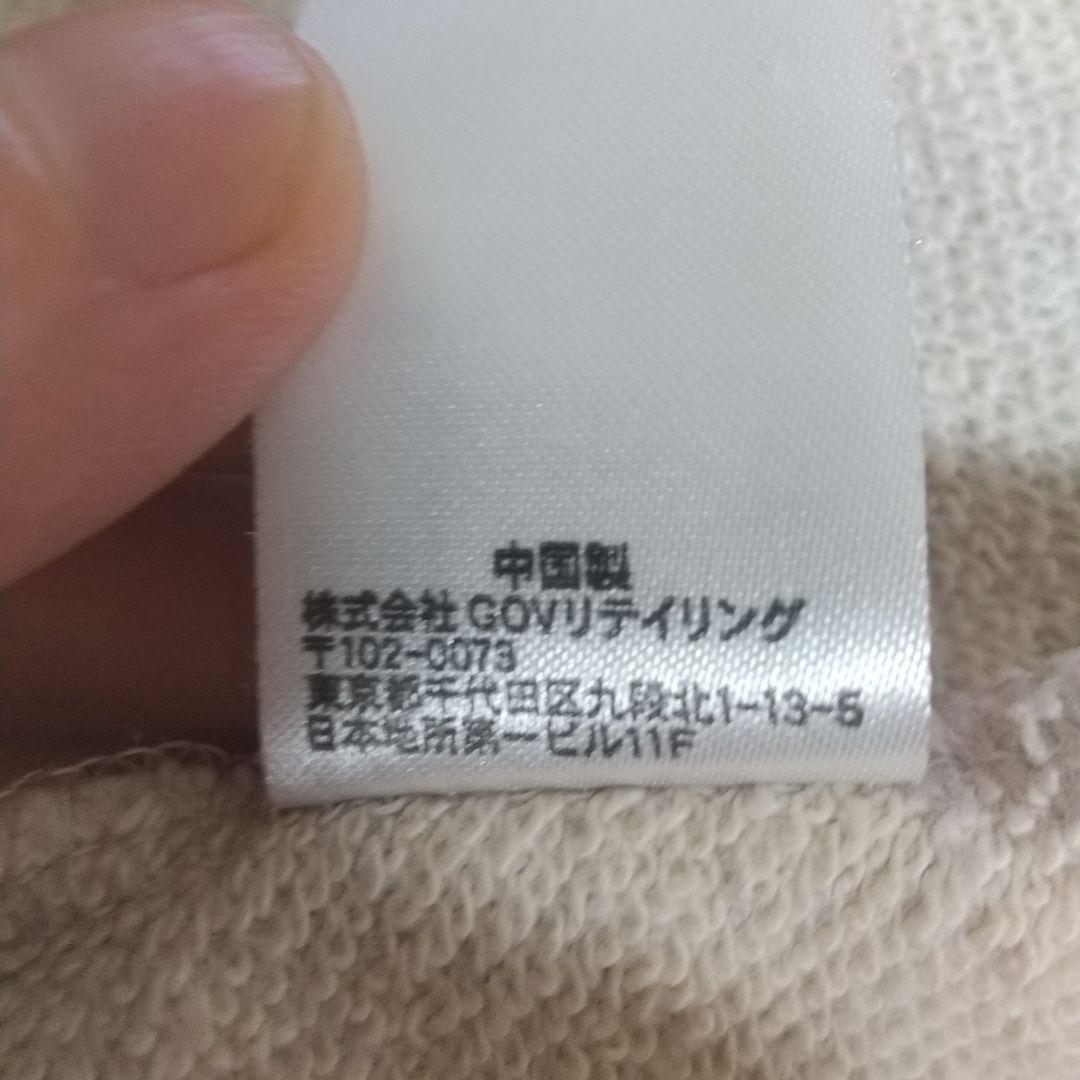 中国製
株式会社 GOVリテイリング
〒102-0073
東京都千代田区九段北1-13-5
日本地所第一ビル11F